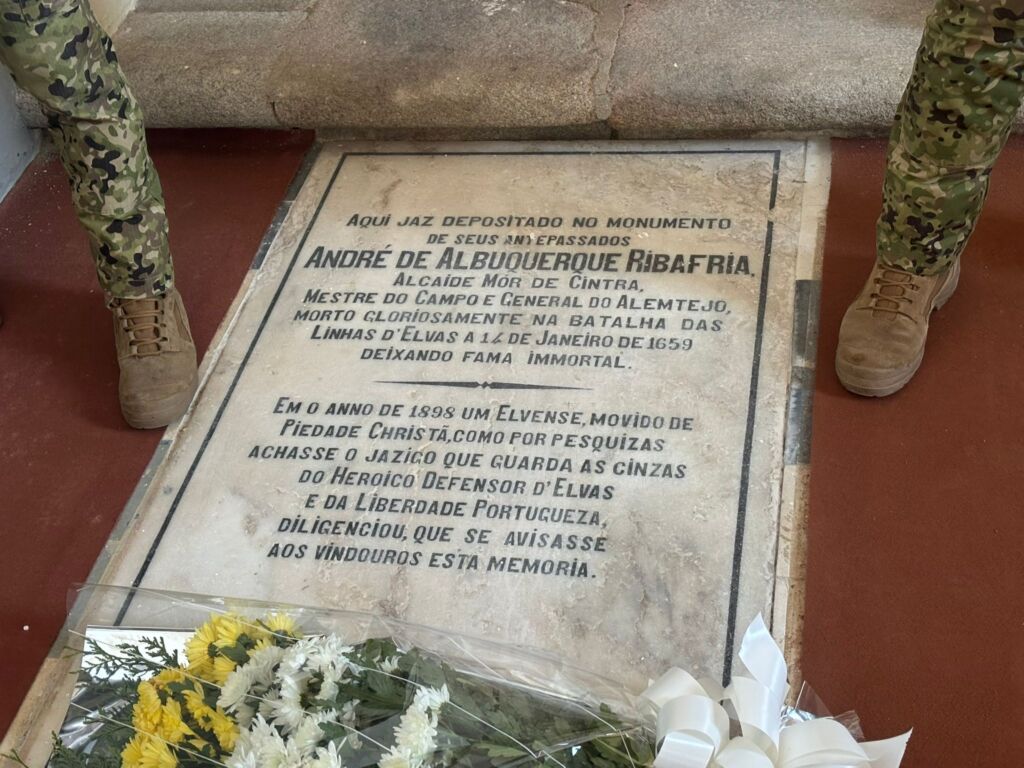 AQUI JAZ DEPOSITADO NO MONUMENTO
DE SEUS ANTEPASSADOS
ANDRÉ DE ALBUQUERQUE RIBAFRIA,
ALCAIDE MÓR DE CINTRA,
MESTRE DO CAMPO E GENERAL DO ALEMTEJO,
MORTO GLORIOSAMENTE NA BATALHA DAS
LINHAS D'ELVAS A 14 DE JANEIRO DE 1659
DEIXANDO FAMA IMMORTAL.
EM O ANNO DE 1898 UM ELVENSE, MOVIDO DE
PIEDADE CHRISTÃ, COMO POR PESQUIZAS
ACHASSE O JAZIGO QUE GUARDA AS CINZAS
DO HEROICO DEFENSOR D'ELVAS
E DA LIBERDADE PORTUGUEZA,
DILIGENCIOU, QUE SE AVISASSE
AOS VINDOUROS ESTA MEMORIA.